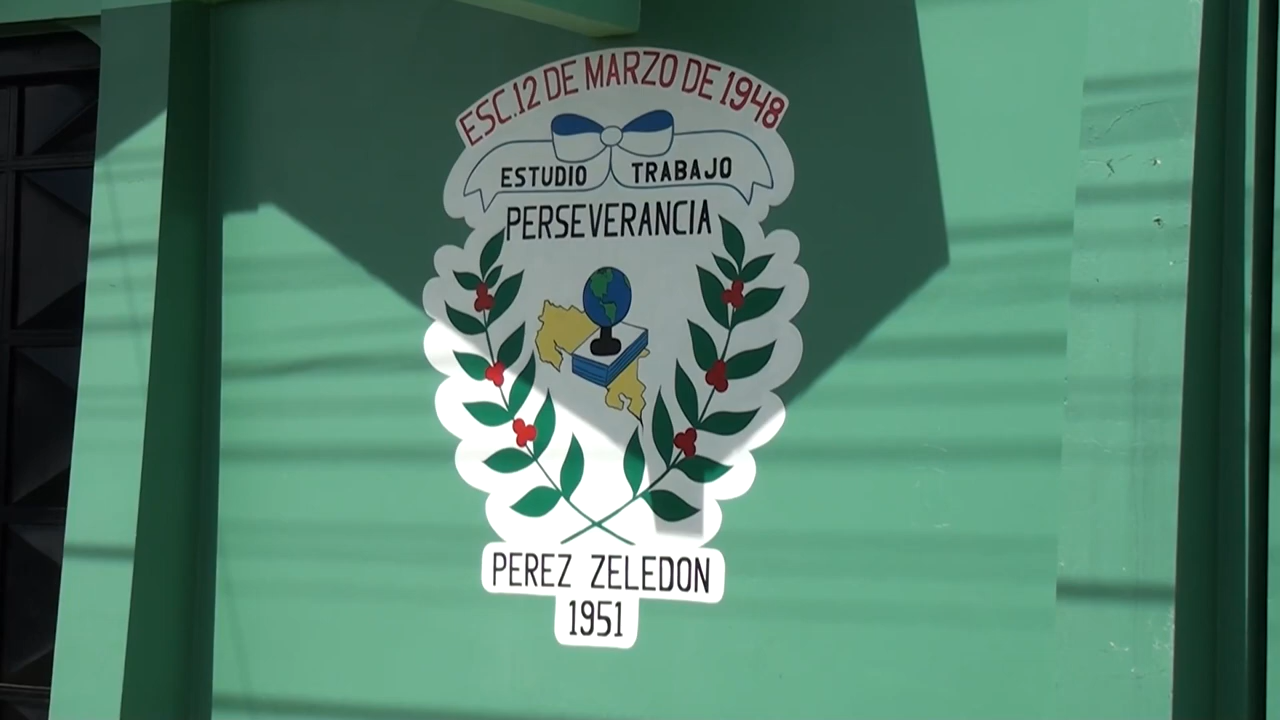 ESC.12 DE MARZO DE 1948
ESTUDIO TRABAJO
PERSEVERANCIA
PEREZ ZELEDON
1951